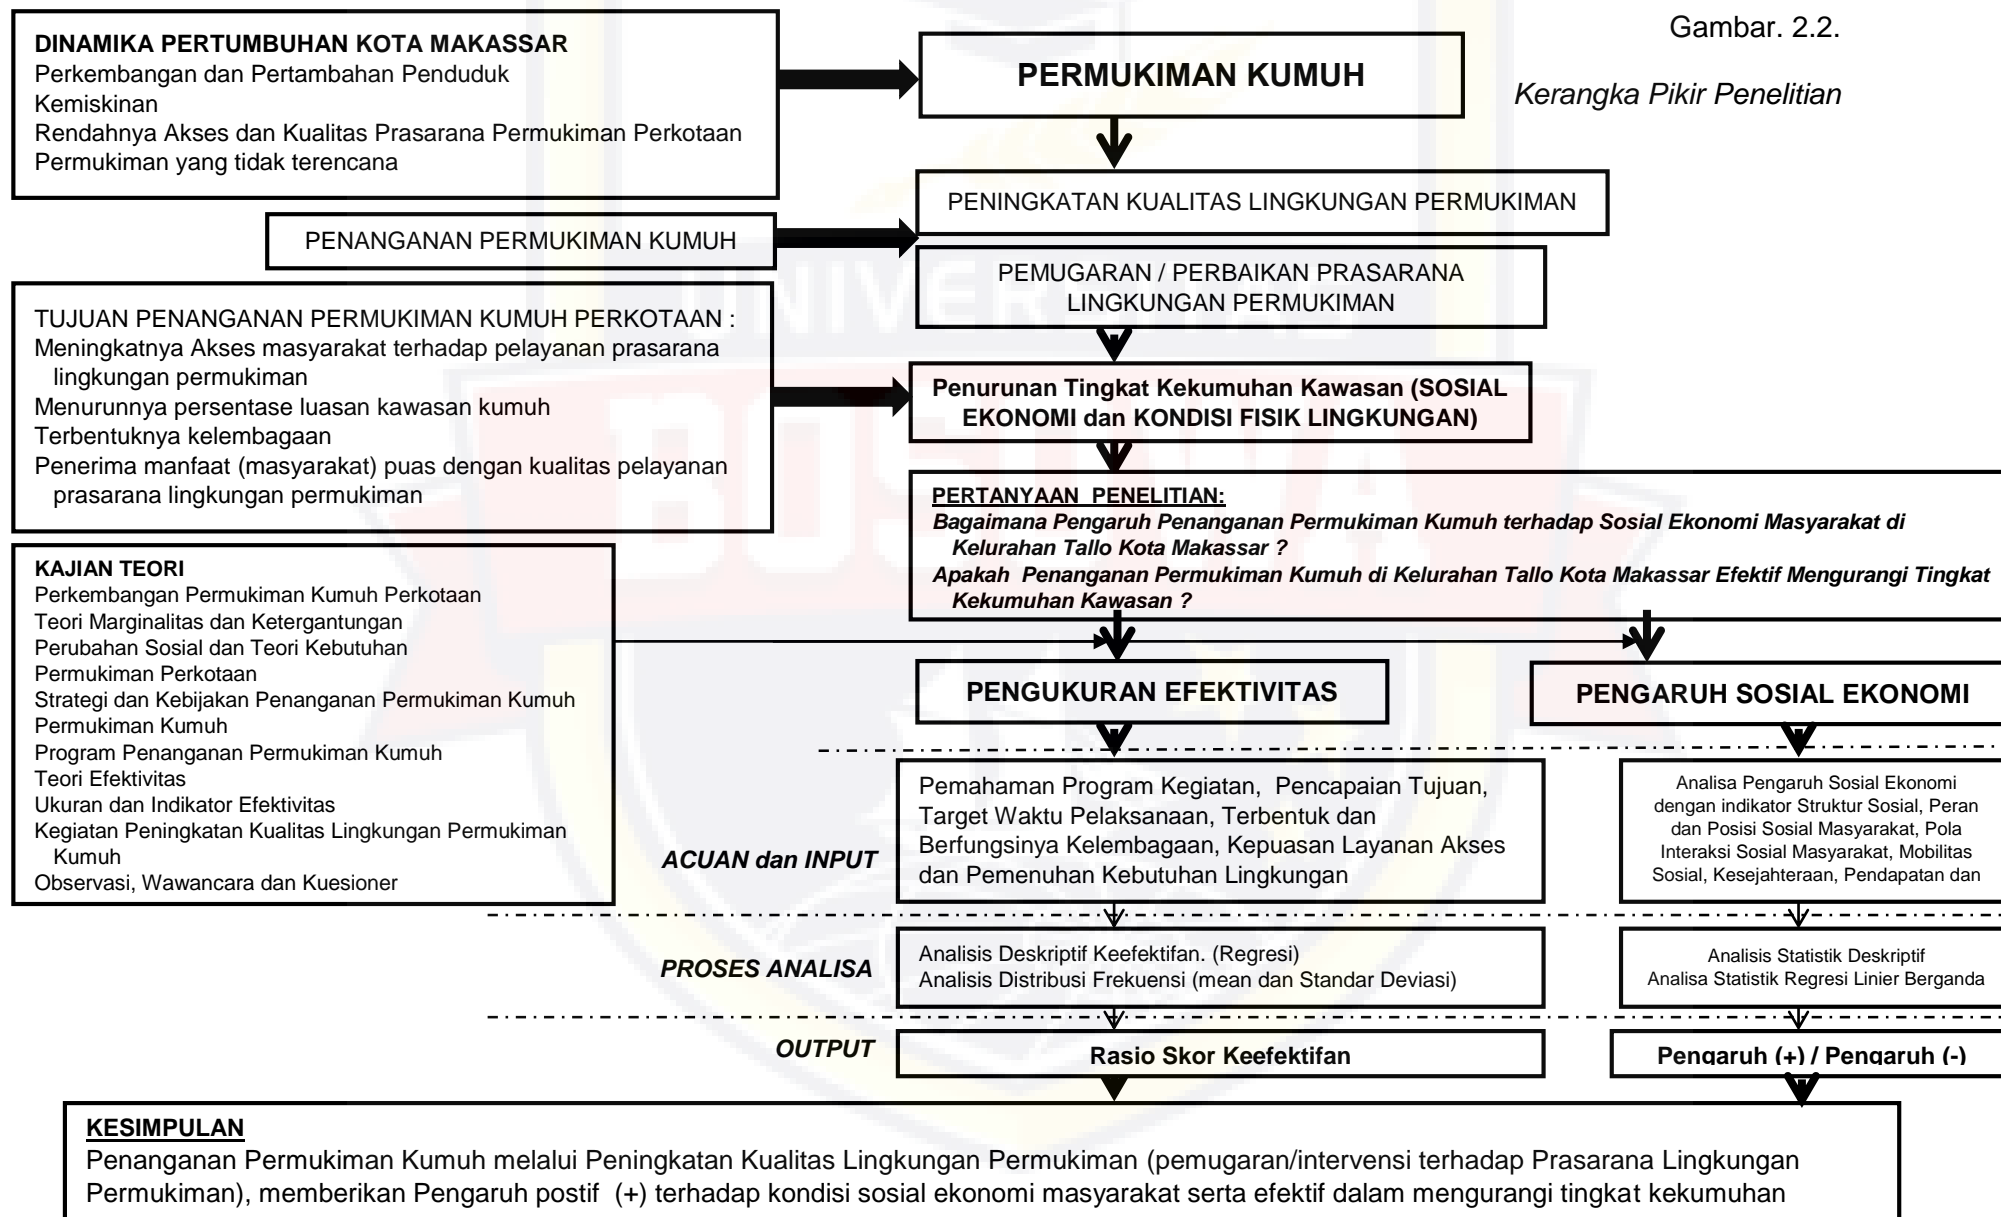 Gambar. 2.2.
Kerangka Pikir Penelitian
DINAMIKA PERTUMBUHAN KOTA MAKASSAR
Perkembangan dan Pertambahan Penduduk
Kemiskinan
Rendahnya Akses dan Kualitas Prasarana Permukiman Perkotaan
Permukiman yang tidak terencana
PERMUKIMAN KUMUH
PENINGKATAN KUALITAS LINGKUNGAN PERMUKIMAN
PENANGANAN PERMUKIMAN KUMUH
PEMUGARAN / PERBAIKAN PRASARANA
LINGKUNGAN PERMUKIMAN
TUJUAN PENANGANAN PERMUKIMAN KUMUH PERKOTAAN :
Meningkatnya Akses masyarakat terhadap pelayanan prasarana
lingkungan permukiman
Menurunnya persentase luasan kawasan kumuh
Terbentuknya kelembagaan
Penerima manfaat (masyarakat) puas dengan kualitas pelayanan
prasarana lingkungan permukiman
Penurunan Tingkat Kekumuhan Kawasan (SOSIAL
EKONOMI dan KONDISI FISIK LINGKUNGAN)
PERTANYAAN PENELITIAN:
Bagaimana Pengaruh Penanganan Permukiman Kumuh terhadap Sosial Ekonomi Masyarakat di
Kelurahan Tallo Kota Makassar ?
Apakah Penanganan Permukiman Kumuh di Kelurahan Tallo Kota Makassar Efektif Mengurangi Tingkat
Kekumuhan Kawasan ?
KAJIAN TEORI
Perkembangan Permukiman Kumuh Perkotaan
Teori Marginalitas dan Ketergantungan
Perubahan Sosial dan Teori Kebutuhan
Permukiman Perkotaan
Strategi dan Kebijakan Penanganan Permukiman Kumuh
Permukiman Kumuh
Program Penanganan Permukiman Kumuh
Teori Efektivitas
Ukuran dan Indikator Efektivitas
Kegiatan Peningkatan Kualitas Lingkungan Permukiman
Kumuh
Observasi, Wawancara dan Kuesioner
PENGUKURAN EFEKTIVITAS
PENGARUH SOSIAL EKONOMI
ACUAN dan INPUT
Pemahaman Program Kegiatan, Pencapaian Tujuan,
Target Waktu Pelaksanaan, Terbentuk dan
Berfungsinya Kelembagaan, Kepuasan Layanan Akses
dan Pemenuhan Kebutuhan Lingkungan
Analisa Pengaruh Sosial Ekonomi
dengan indikator Struktur Sosial, Peran
dan Posisi Sosial Masyarakat, Pola
Interaksi Sosial Masyarakat, Mobilitas
Sosial, Kesejahteraan, Pendapatan dan
PROSES ANALISA
Analisis Deskriptif Keefektifan. (Regresi)
Analisis Distribusi Frekuensi (mean dan Standar Deviasi)
Analisis Statistik Deskriptif
Analisa Statistik Regresi Linier Berganda
OUTPUT
Rasio Skor Keefektifan
Pengaruh (+) / Pengaruh (-)
KESIMPULAN
Penanganan Permukiman Kumuh melalui Peningkatan Kualitas Lingkungan Permukiman (pemugaran/intervensi terhadap Prasarana Lingkungan
Permukiman), memberikan Pengaruh postif (+) terhadap kondisi sosial ekonomi masyarakat serta efektif dalam mengurangi tingkat kekumuhan
UNIVERSITAS
BOSOWA